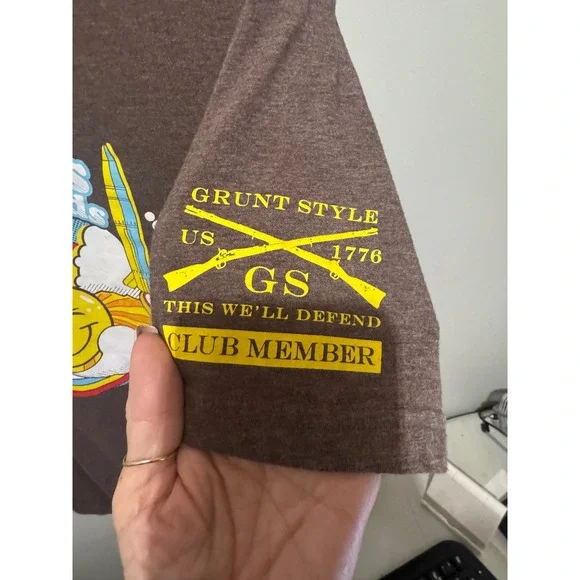 GRUNT STYLE
US 1776
GS
THIS WE'LL DEFEND
CLUB MEMBER